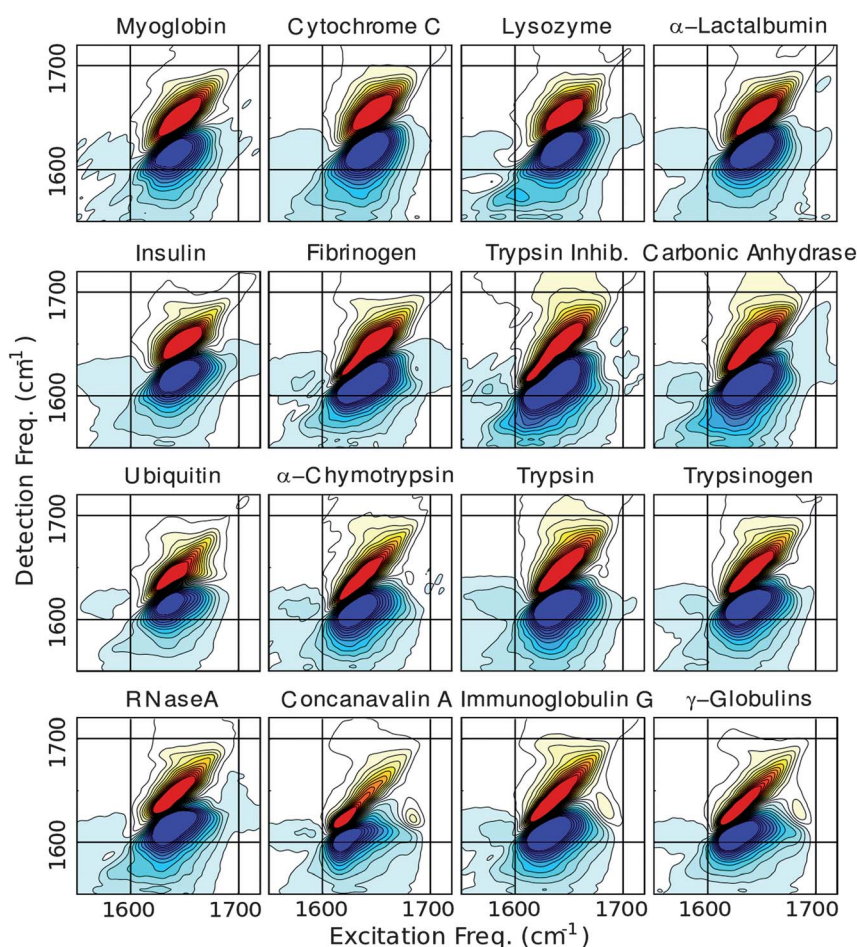 Myoglobin Cytochrome C Lysozyme α–Lactalbumin
1700
1600
Insulin Fibrinogen Trypsin Inhib. Carbonic Anhydrase
1700
1600
Detection Freq. (cm-1)
Ubiquitin α–Chymotrypsin Trypsin Trypsinogen
1700
1600
RNaseA Concanavalin A Immunoglobulin G γ–Globulins
1700
1600
1600 1700 1600 1700 1600 1700 1600 1700
Excitation Freq. (cm-1)